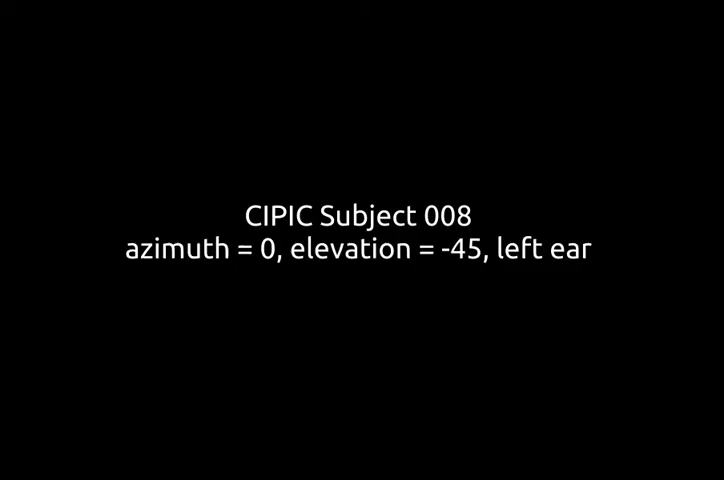 CIPIC Subject 008
azimuth = 0, elevation = -45, left ear